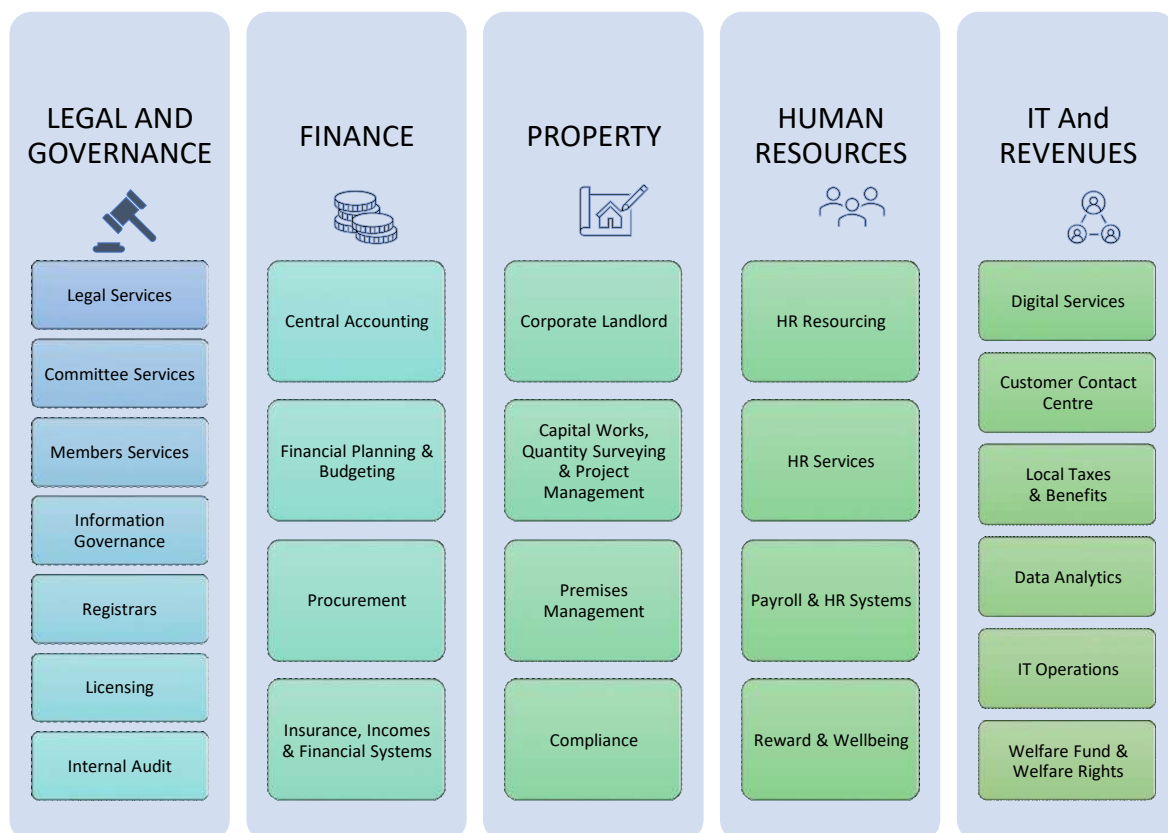 LEGAL AND
GOVERNANCE
Legal Services
Committee Services
Members Services
Information
Governance
Registrars
Licensing
Internal Audit
FINANCE
Central Accounting
Financial Planning &
Budgeting
Procurement
Insurance, Incomes
& Financial Systems
PROPERTY
Corporate Landlord
Capital Works,
Quantity Surveying
& Project
Management
Premises
Management
Compliance
HUMAN
RESOURCES
HR Resourcing
HR Services
Payroll & HR Systems
Reward & Wellbeing
IT And
REVENUES
Digital Services
Customer Contact
Centre
Local Taxes
& Benefits
Data Analytics
IT Operations
Welfare Fund &
Welfare Rights